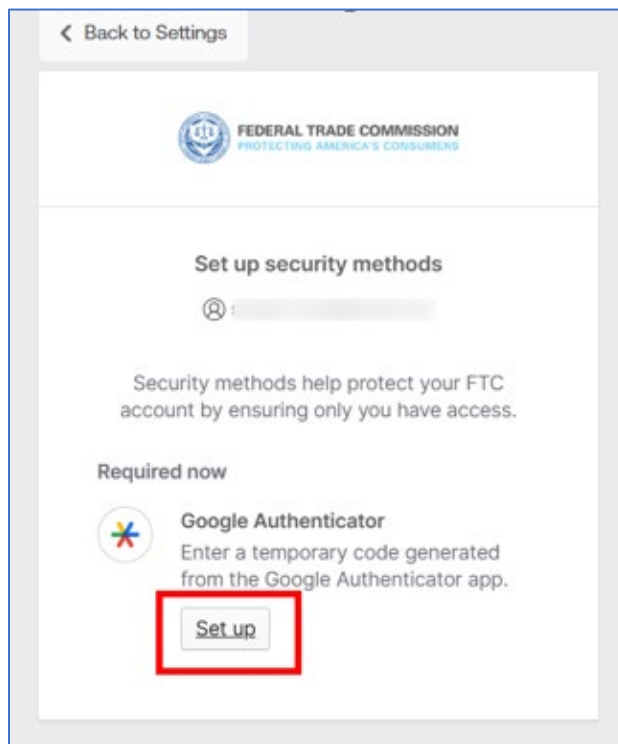 Back to Settings
FEDERAL TRADE COMMISSION
PROTECTING AMERICA'S CONSUMERS
Set up security methods
Security methods help protect your FTC
account by ensuring only you have access.
Required now
Google Authenticator
Enter a temporary code generated
from the Google Authenticator app.
Set up